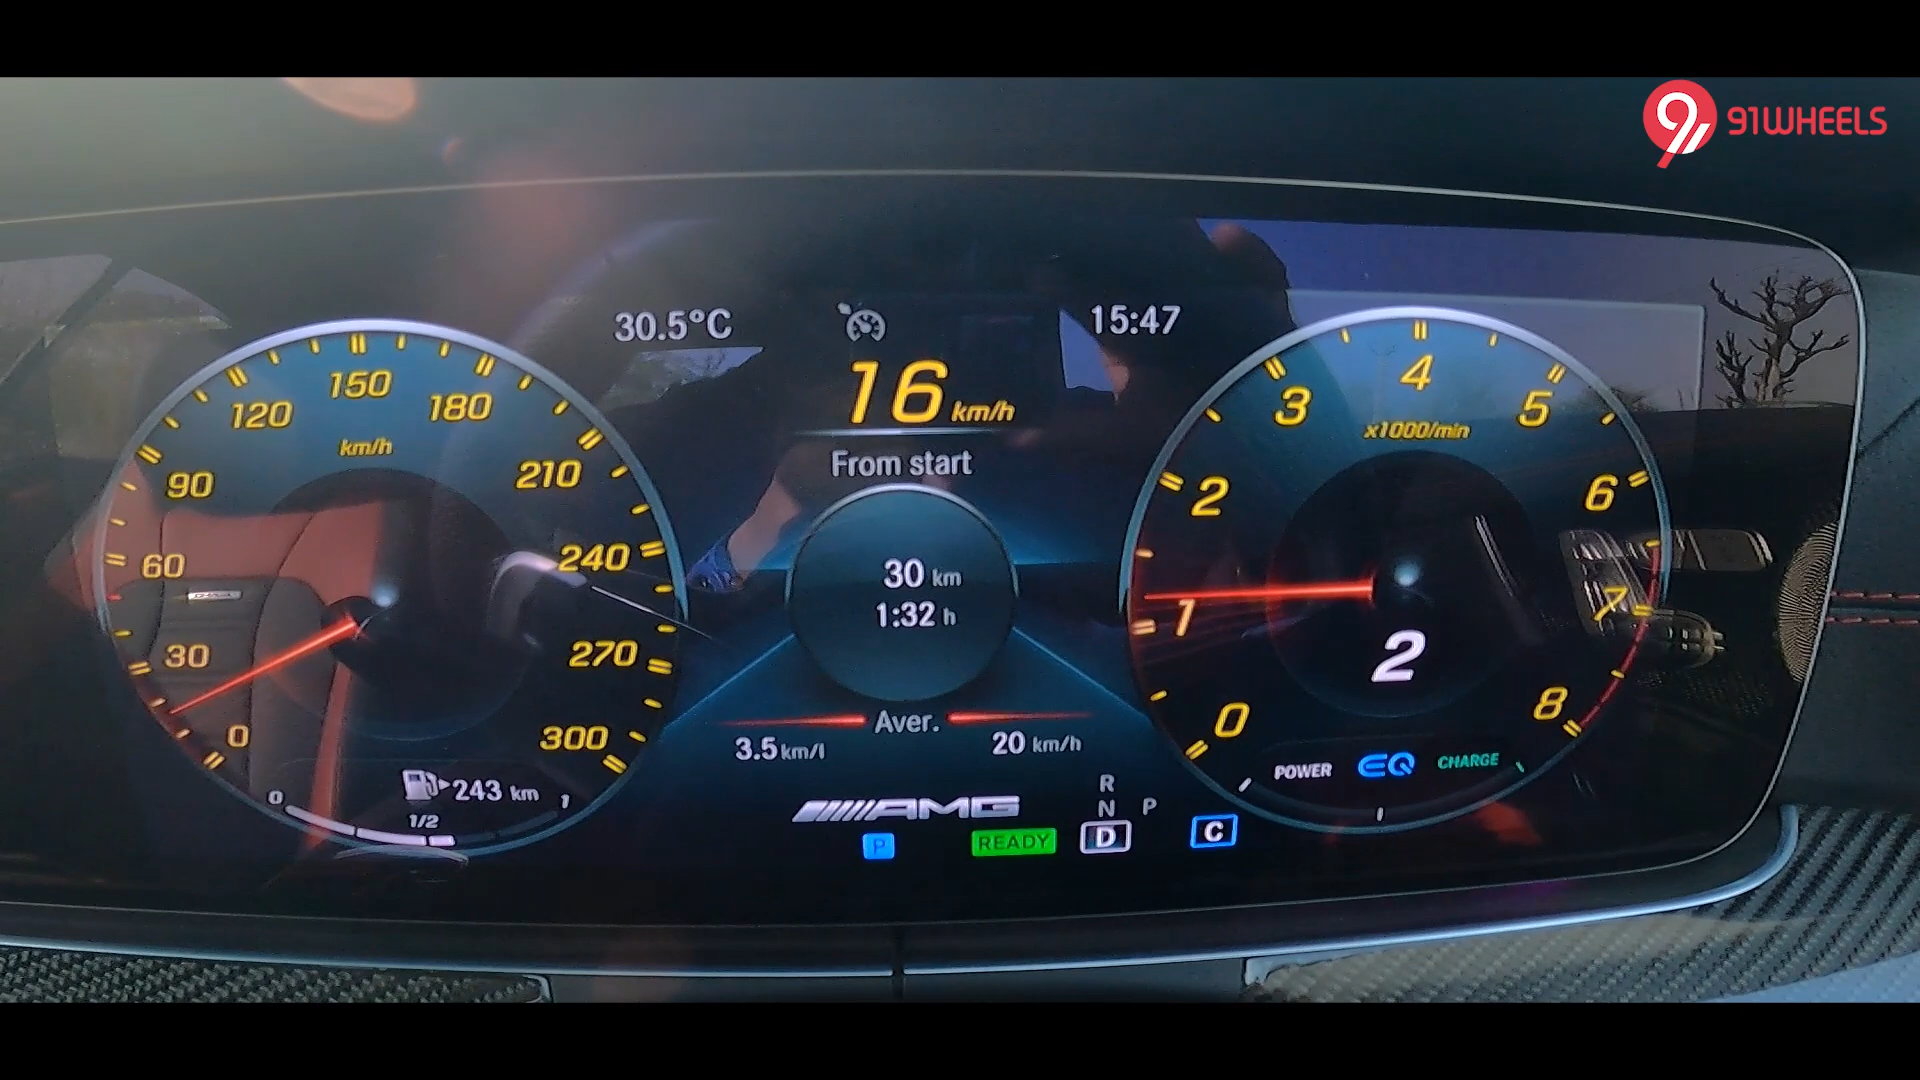 91WHEELS
30.5°C
15:47
16 km/h
From start
30 km
1:32 h
Aver.
3.5 km/l
20 km/h
AMG
P
READY
R
N P
D
C
0
30
60
90
120
150
180
210
240
270
300
km/h
243 km
0 1/2 1
0
1
2
3
4
5
6
7
8
x1000/min
2
POWER EQ CHARGE